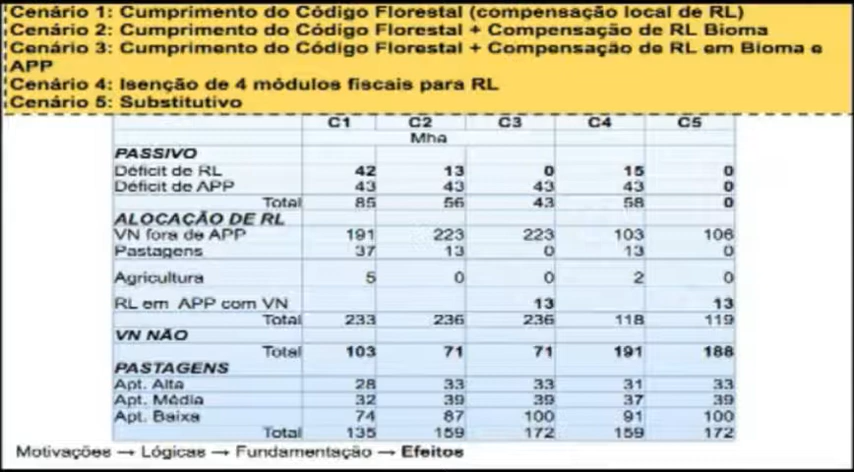 Cenário 1: Cumprimento do Código Florestal (compensação local de RL)
Cenário 2: Cumprimento do Código Florestal + Compensação de RL Bioma
Cenário 3: Cumprimento do Código Florestal + Compensação de RL em Bioma e
APP
Cenário 4: Isenção de 4 módulos fiscais para RL
Cenário 5: Substitutivo
C1 C2 C3 C4 C5
Mha
PASSIVO
Déficit de RL 42 13 0 15 0
Déficit de APP 43 43 43 43 0
Total 85 56 43 58 0
ALOCAÇÃO DE RL
VN fora de APP 191 223 223 103 106
Pastagens 37 13 0 13 0
Agricultura 5 0 0 2 0
RL em APP com VN 13 13
Total 233 236 236 118 119
VN NÃO
Total 103 71 71 191 188
PASTAGENS
Apt. Alta 28 33 33 31 33
Apt. Média 32 39 39 37 39
Apt. Baixa 74 87 100 91 100
Total 135 159 172 159 172
Motivações → Lógicas → Fundamentação → Efeitos